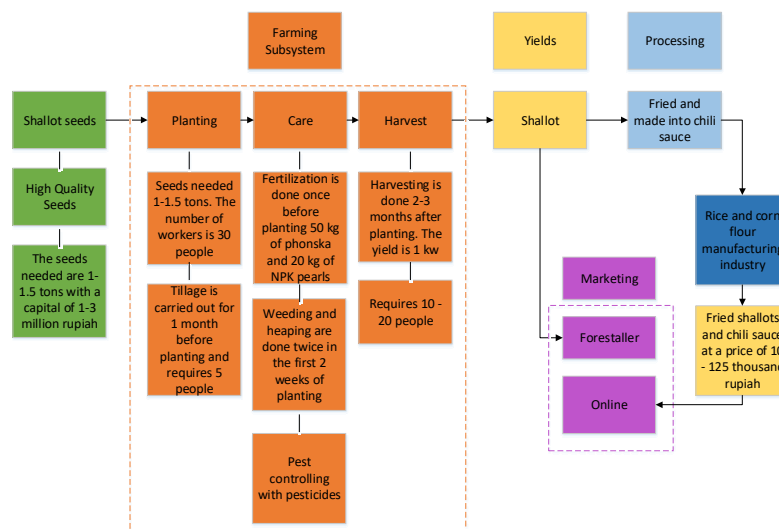 Farming
Subsystem
Yields
Processing
Shallot seeds
Planting
Care
Harvest
Shallot
Fried and
made into chili
sauce
High Quality
Seeds
The seeds
needed are 1-
1.5 tons with a
capital of 1-3
million rupiah
Seeds needed
1-1.5 tons. The
number of
workers is 30
people
Tillage is
carried out for
1 month
before
planting and
requires 5
people
Fertilization is
done once
before
planting 50 kg
of phonska
and 20 kg of
NPK pearls
Weeding and
heaping are
done twice in
the first 2
weeks of
planting
Pest
controlling
with pesticides
Harvesting is
done 2-3
months after
planting. The
yield is 1 kw
Requires 10 -
20 people
Rice and corn
flour
manufacturing
industry
Marketing
Forestaller
Online
Fried shallots
and chili sauce
at a price of 10
- 125 thousand
rupiah